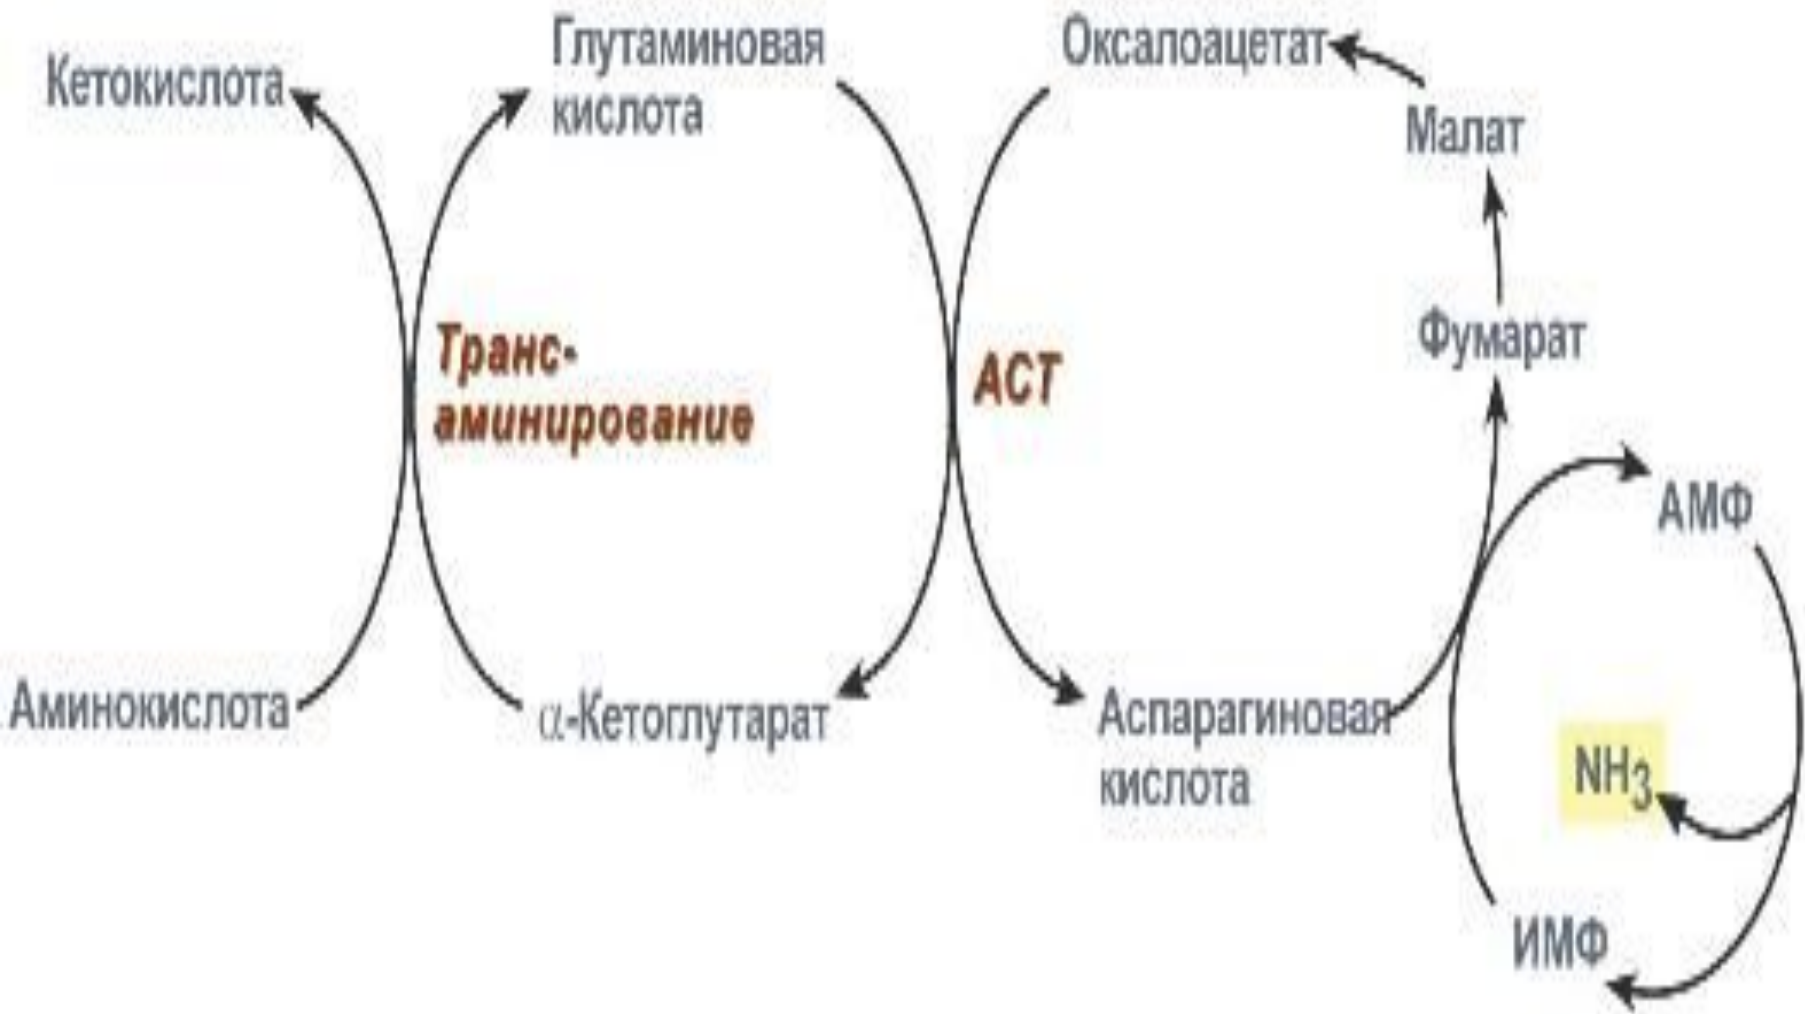 Кетокислота
Глутаминовая
кислота
Оксалоацетат
Малат
Фумарат
Транс-
аминирование
АСТ
АМФ
Аминокислота
α-Кетоглутарат
Аспарагиновая
кислота
NH3
ИМФ